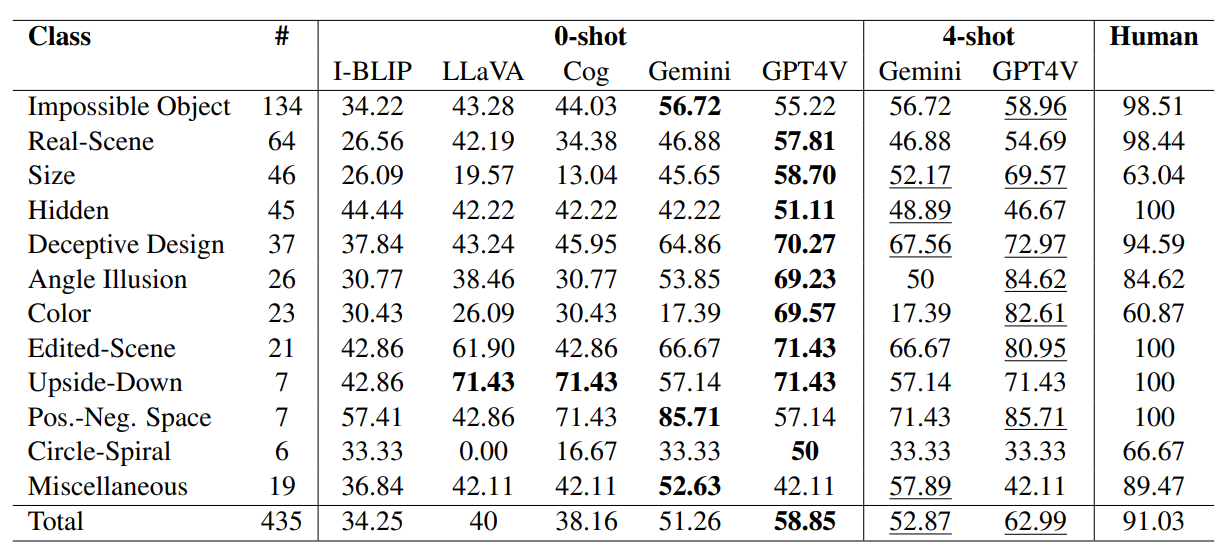 Class # 0-shot 4-shot Human
I-BLIP LLaVA Cog Gemini GPT4V Gemini GPT4V
Impossible Object 134 34.22 43.28 44.03 56.72 55.22 56.72 58.96 98.51
Real-Scene 64 26.56 42.19 34.38 46.88 57.81 46.88 54.69 98.44
Size 46 26.09 19.57 13.04 45.65 58.70 52.17 69.57 63.04
Hidden 45 44.44 42.22 42.22 42.22 51.11 48.89 46.67 100
Deceptive Design 37 37.84 43.24 45.95 64.86 70.27 67.56 72.97 94.59
Angle Illusion 26 30.77 38.46 30.77 53.85 69.23 50 84.62 84.62
Color 23 30.43 26.09 30.43 17.39 69.57 17.39 82.61 60.87
Edited-Scene 21 42.86 61.90 42.86 66.67 71.43 66.67 80.95 100
Upside-Down 7 42.86 71.43 71.43 57.14 71.43 57.14 71.43 100
Pos.-Neg. Space 7 57.41 42.86 71.43 85.71 57.14 71.43 85.71 100
Circle-Spiral 6 33.33 0.00 16.67 33.33 50 33.33 33.33 66.67
Miscellaneous 19 36.84 42.11 42.11 52.63 42.11 57.89 42.11 89.47
Total 435 34.25 40 38.16 51.26 58.85 52.87 62.99 91.03